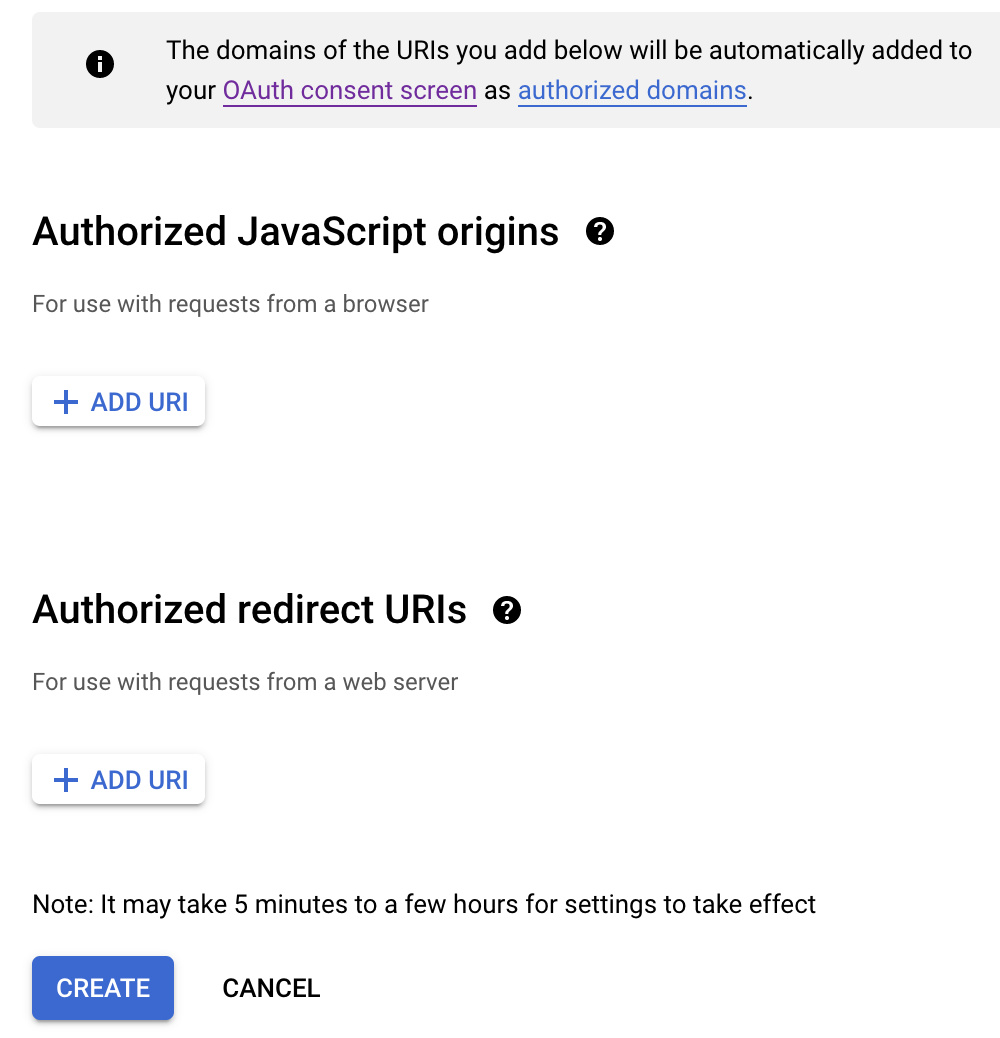 The domains of the URIs you add below will be automatically added to
your OAuth consent screen as authorized domains.
Authorized JavaScript origins
For use with requests from a browser
ADD URI
Authorized redirect URIs
For use with requests from a web server
ADD URI
Note: It may take 5 minutes to a few hours for settings to take effect
CREATE CANCEL